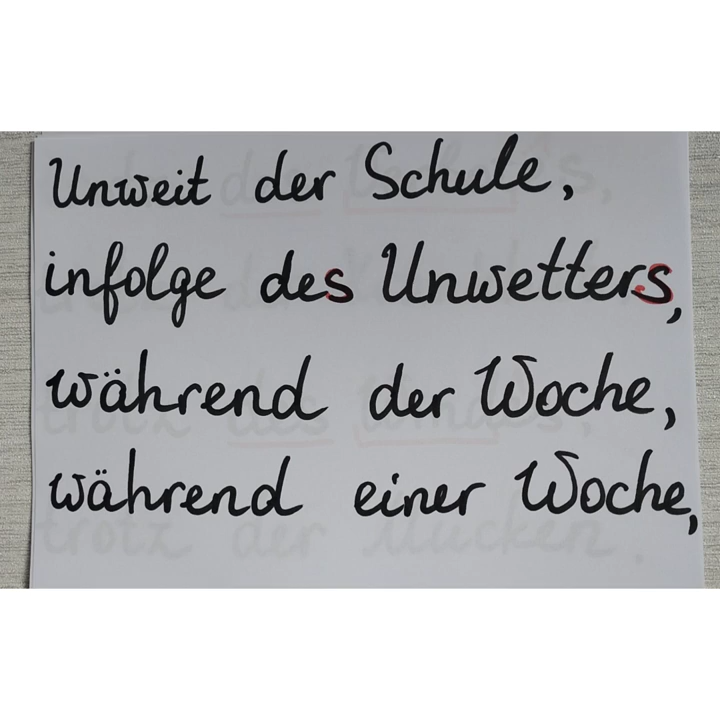 Unweit der Schule,
infolge des Unwetters,
während der Woche,
während einer Woche,